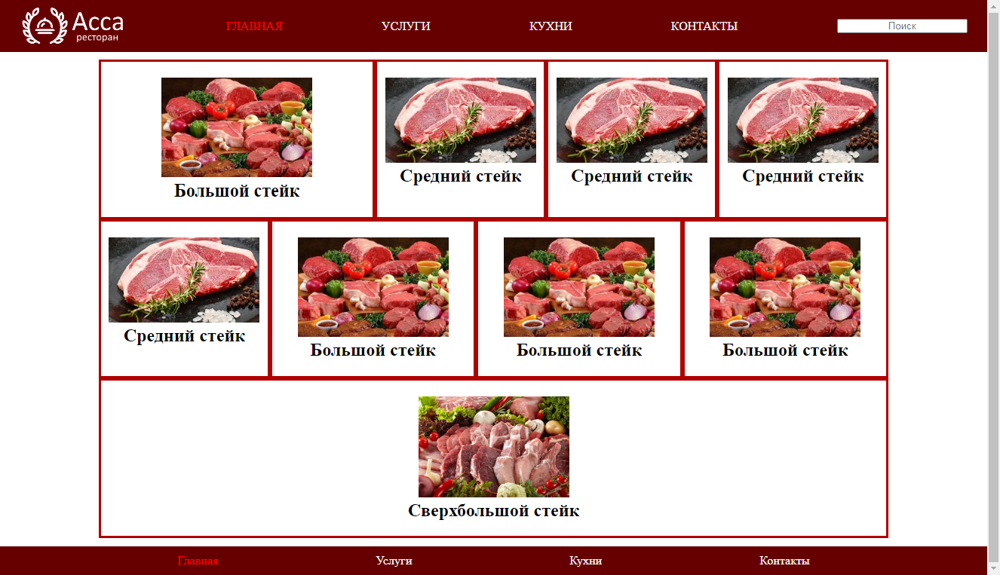 Асса
ресторан
ГЛАВНАЯ
УСЛУГИ
КУХНИ
КОНТАКТЫ
Поиск
Большой стейк
Средний стейк
Средний стейк
Средний стейк
Средний стейк
Большой стейк
Большой стейк
Большой стейк
Сверхбольшой стейк
Главная
Услуги
Кухни
Контакты